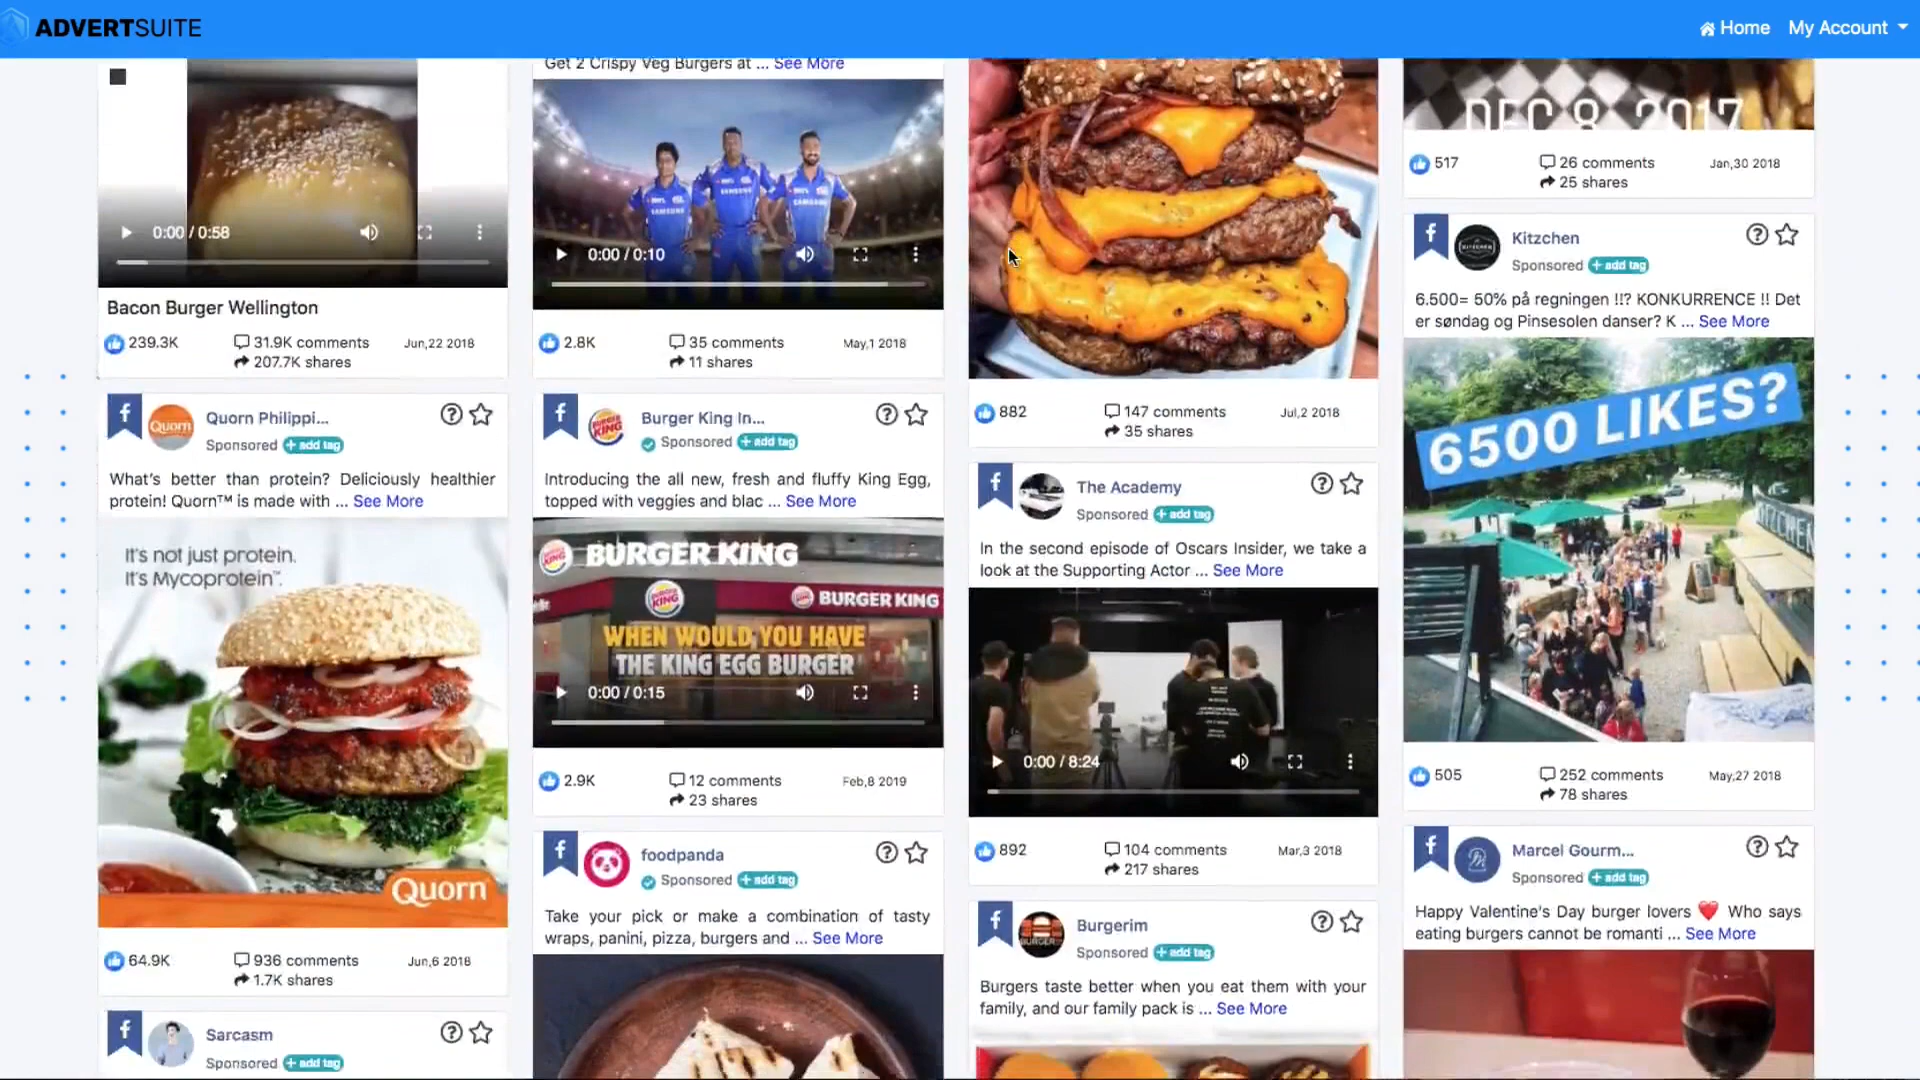 ADVERTSUITE
Home
My Account
0:00 / 0:58
Bacon Burger Wellington
239.3K
31.9K comments
207.7K shares
Jun,22 2018
Quorn
Quorn Philippi...
Sponsored
+ add tag
What's better than protein? Deliciously healthier
protein! Quorn™ is made with ... See More
It's not just protein.
It's Mycoprotein™.
Quorn
64.9K
936 comments
1.7K shares
Jun,6 2018
Sarcasm
Sponsored
+ add tag
Get 2 Crispy Veg Burgers at ... See More
SAMSUNG
SAMSUNG
SAMSUNG
0:00 / 0:10
2.8K
35 comments
11 shares
May,1 2018
BURGER KING
Burger King In...
Sponsored
+ add tag
Introducing the all new, fresh and fluffy King Egg,
topped with veggies and blac ... See More
BURGER KING
BURGER KING
BURGER KING
WHEN WOULD YOU HAVE
THE KING EGG BURGER
0:00 / 0:15
2.9K
12 comments
23 shares
Feb,8 2019
foodpanda
Sponsored
+ add tag
Take your pick or make a combination of tasty
wraps, panini, pizza, burgers and ... See More
882
147 comments
35 shares
Jul,2 2018
The Academy
Sponsored
+ add tag
In the second episode of Oscars Insider, we take a
look at the Supporting Actor ... See More
0:00 / 8:24
892
104 comments
217 shares
Mar,3 2018
Burgerim
Sponsored
+ add tag
Burgers taste better when you eat them with your
family, and our family pack is ... See More
DEC 8, 2017
517
26 comments
25 shares
Jan,30 2018
KITZCHEN
Kitzchen
Sponsored
+ add tag
6.500= 50% på regningen !!? KONKURRENCE !! Det
er søndag og Pinsesolen danser? K ... See More
6500 LIKES?
505
252 comments
78 shares
May,27 2018
Marcel Gourm...
Sponsored
+ add tag
Happy Valentine's Day burger lovers ❤️ Who says
eating burgers cannot be romanti ... See More